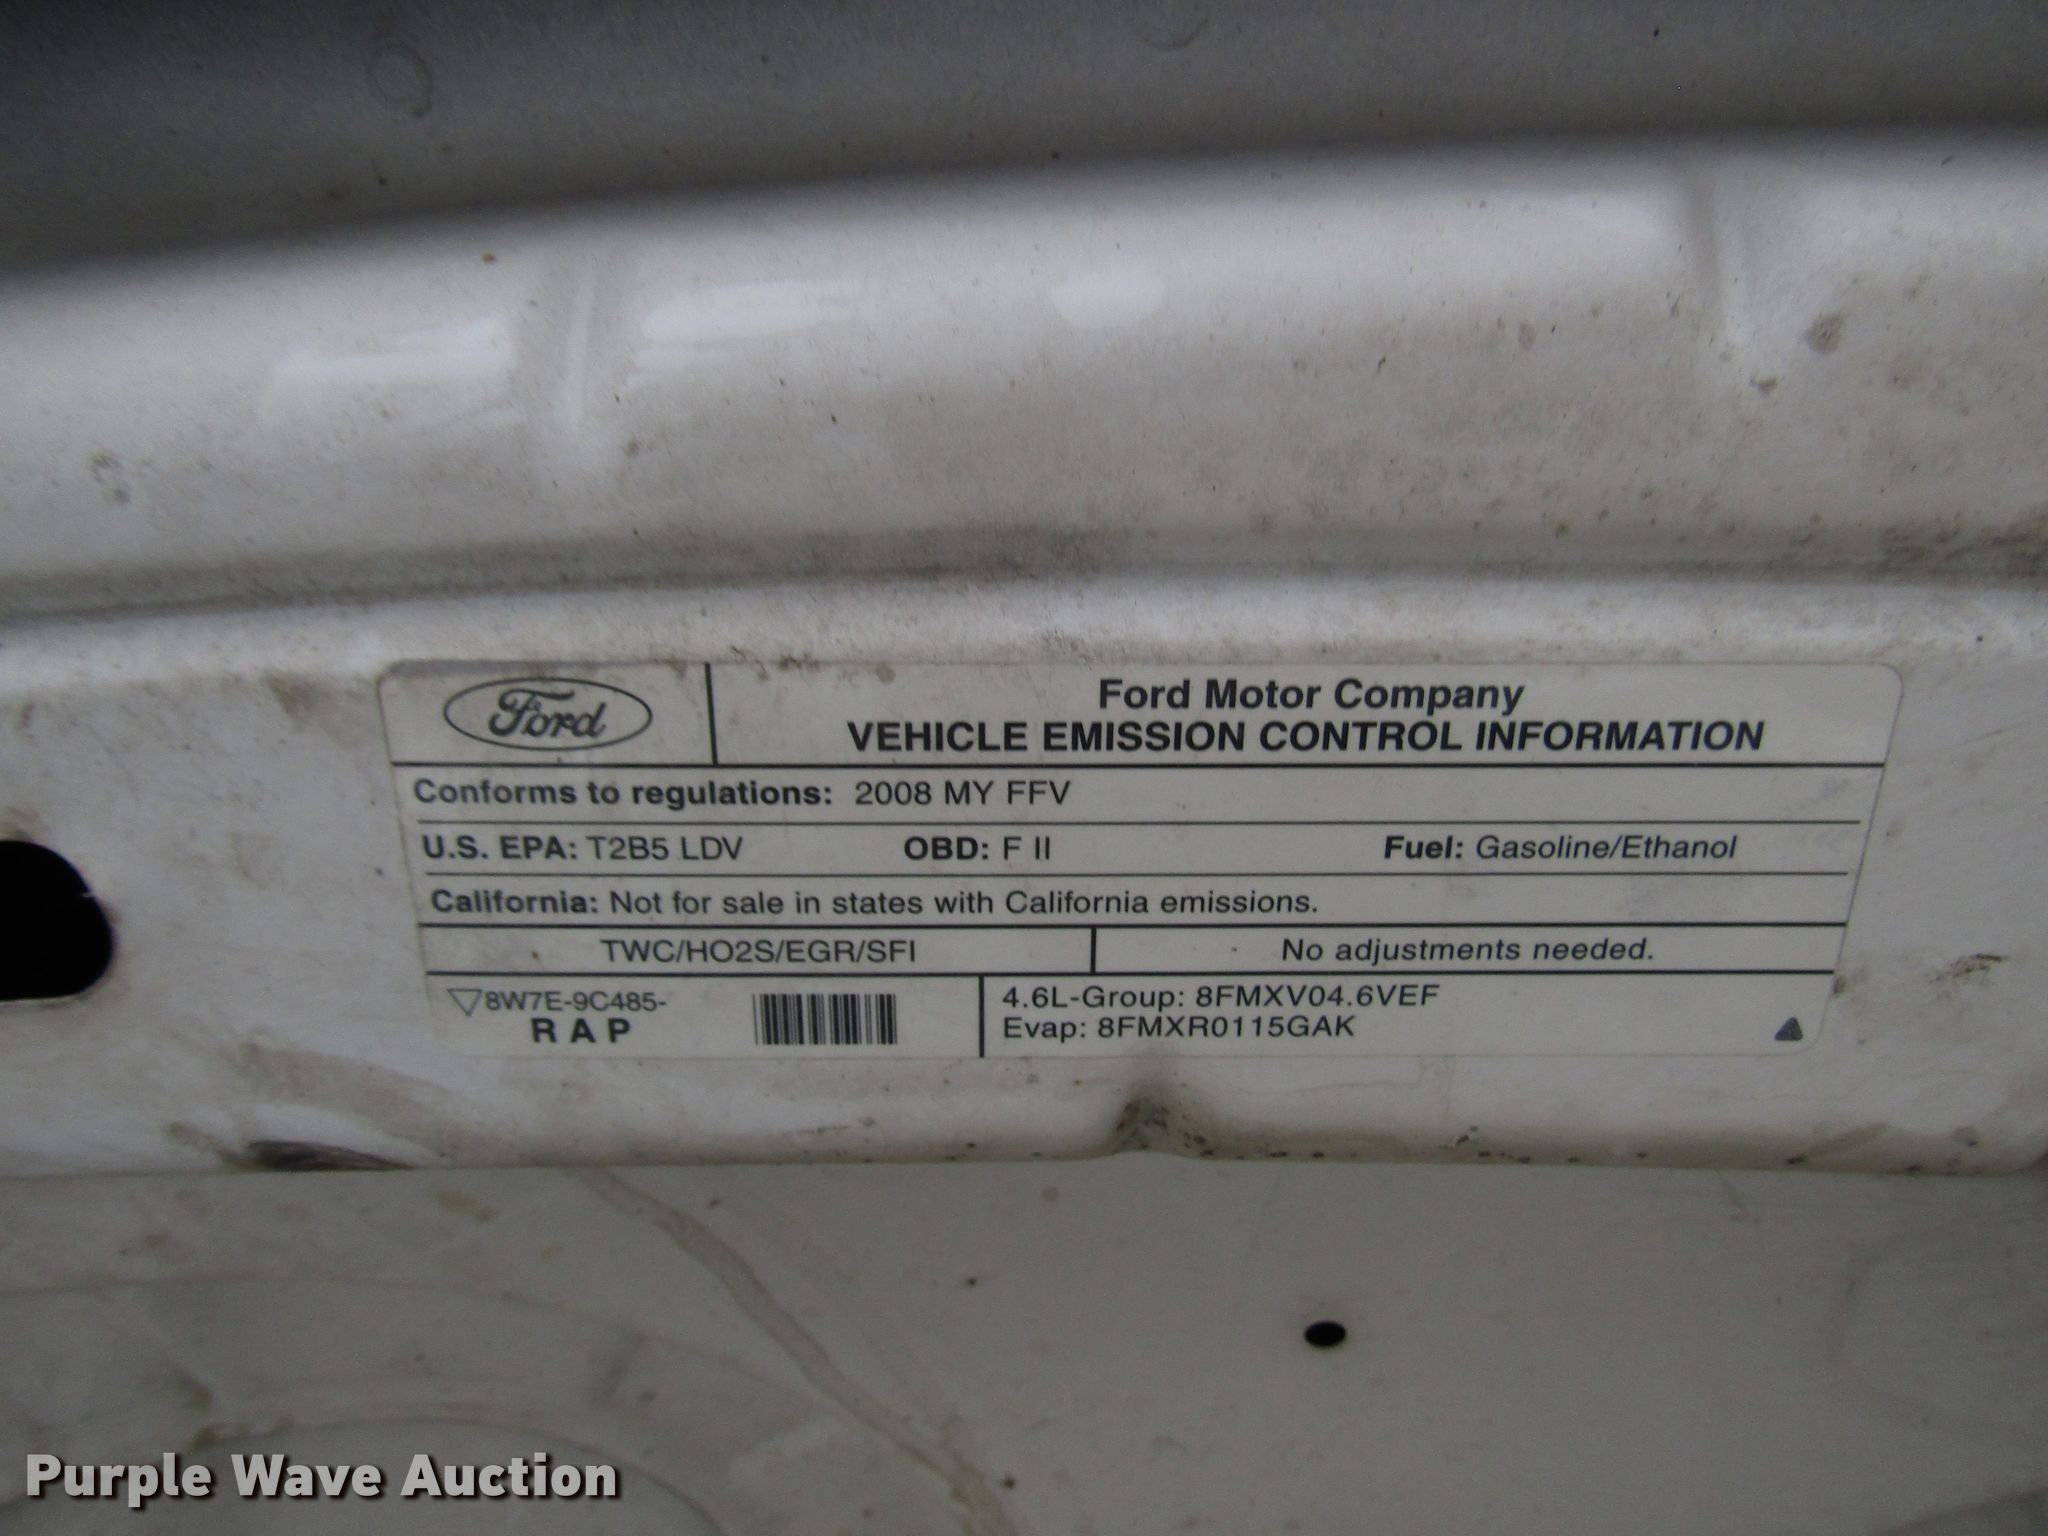 Ford
Ford Motor Company
VEHICLE EMISSION CONTROL INFORMATION
Conforms to regulations: 2008 MY FFV
U.S. EPA: T2B5 LDV OBD: F II Fuel: Gasoline/Ethanol
California: Not for sale in states with California emissions.
TWC/HO2S/EGR/SFI No adjustments needed.
8W7E-9C485-
R A P
4.6L-Group: 8FMXV04.6VEF
Evap: 8FMXR0115GAK
Purple Wave Auction